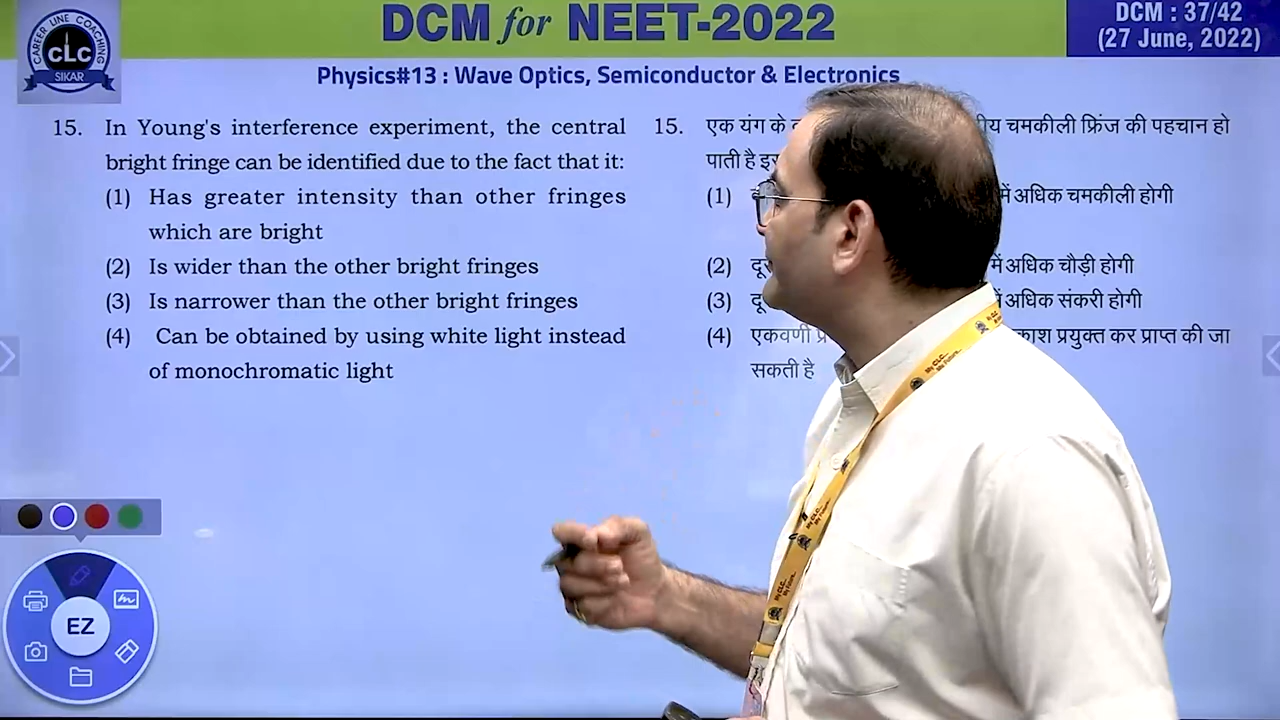 DCM for NEET-2022
DCM : 37/42
(27 June, 2022)
CAREER LINE COACHING
CLC
SIKAR
Physics#13 : Wave Optics, Semiconductor & Electronics
15. In Young's interference experiment, the central
bright fringe can be identified due to the fact that it:
(1) Has greater intensity than other fringes
which are bright
(2) Is wider than the other bright fringes
(3) Is narrower than the other bright fringes
(4) Can be obtained by using white light instead
of monochromatic light
15. एक यंग के चमकीली फ्रिंज की पहचान हो
पाती है
(1) में अधिक चमकीली होगी
(2) में अधिक चौड़ी होगी
(3) में अधिक संकरी होगी
(4) एकवर्णी प्रयुक्त कर प्राप्त की जा
सकती है
My CLC...
My Future...
EZ